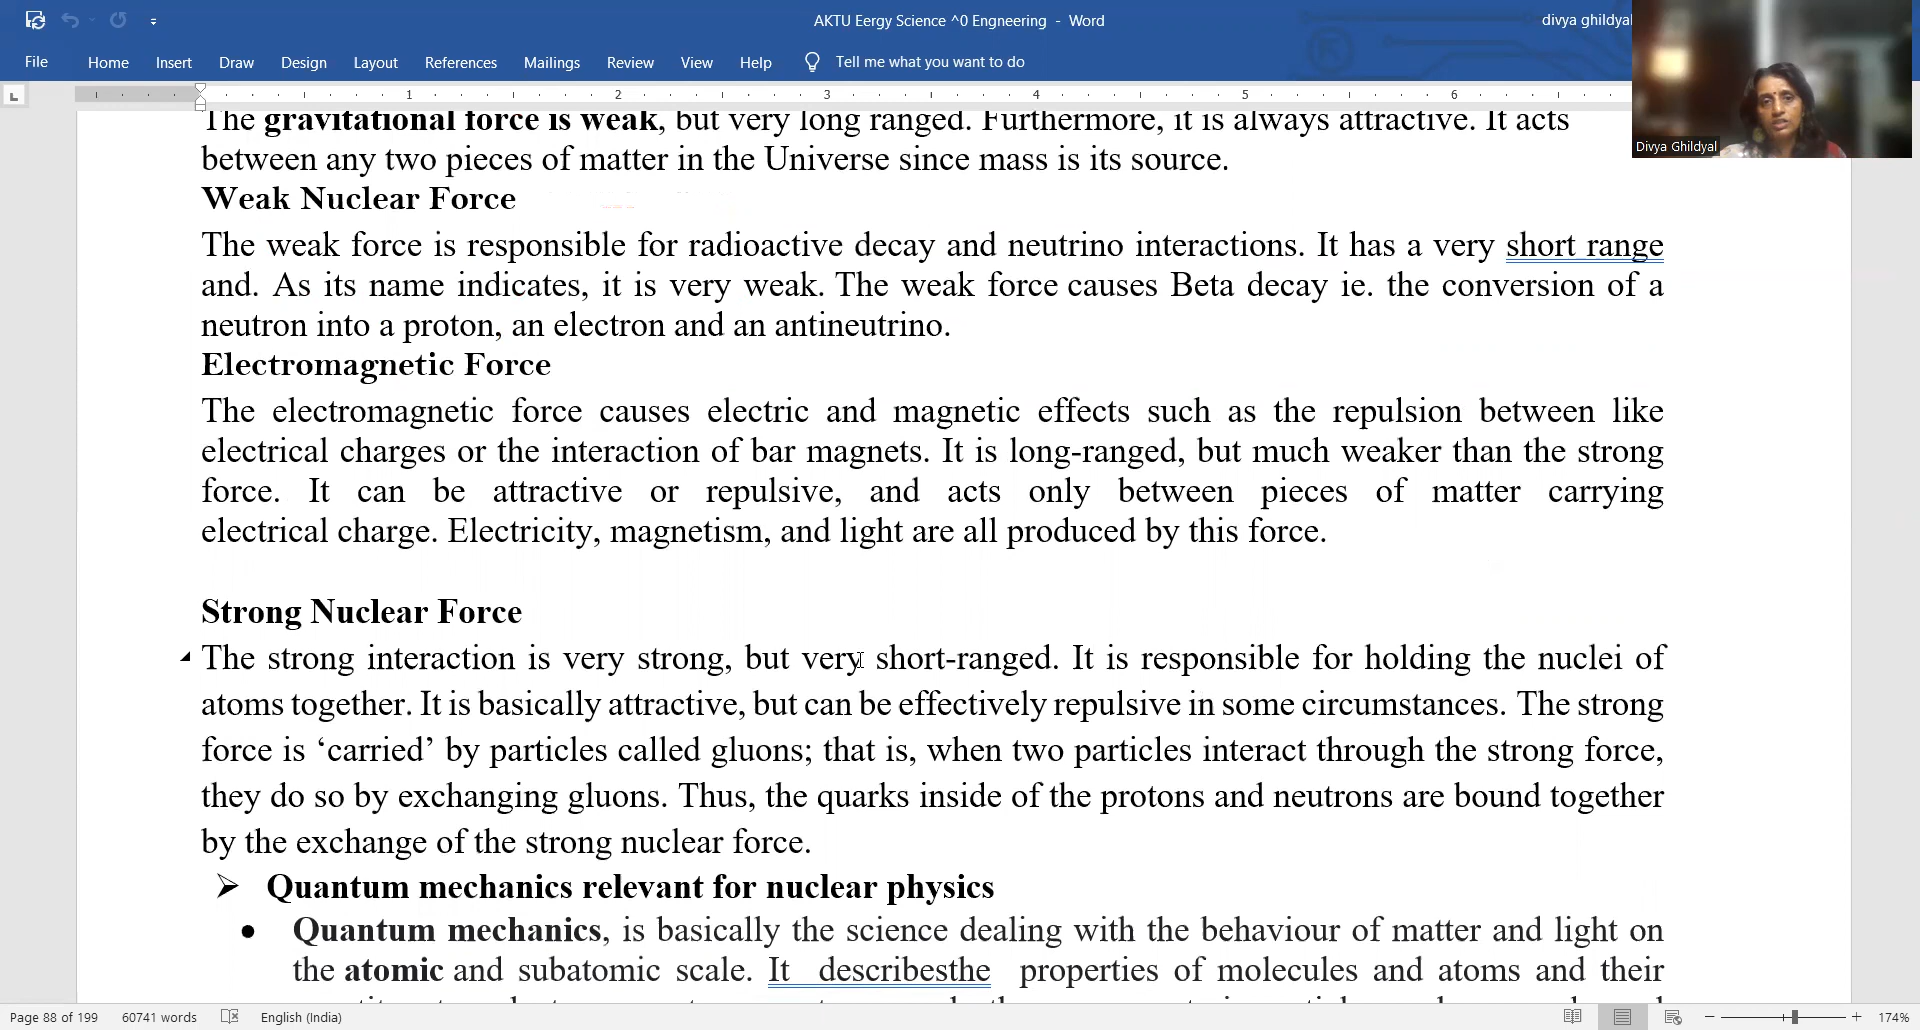 AKTU Eergy Science ^0 Engneering - Word
divya ghildyal
File Home Insert Draw Design Layout References Mailings Review View Help Tell me what you want to do
1 2 3 4 5 6
The gravitational force is weak, but very long ranged. Furthermore, it is always attractive. It acts
between any two pieces of matter in the Universe since mass is its source.
Divya Ghildyal
Weak Nuclear Force
The weak force is responsible for radioactive decay and neutrino interactions. It has a very short range
and. As its name indicates, it is very weak. The weak force causes Beta decay ie. the conversion of a
neutron into a proton, an electron and an antineutrino.
Electromagnetic Force
The electromagnetic force causes electric and magnetic effects such as the repulsion between like
electrical charges or the interaction of bar magnets. It is long-ranged, but much weaker than the strong
force. It can be attractive or repulsive, and acts only between pieces of matter carrying
electrical charge. Electricity, magnetism, and light are all produced by this force.
Strong Nuclear Force
The strong interaction is very strong, but very short-ranged. It is responsible for holding the nuclei of
atoms together. It is basically attractive, but can be effectively repulsive in some circumstances. The strong
force is ‘carried’ by particles called gluons; that is, when two particles interact through the strong force,
they do so by exchanging gluons. Thus, the quarks inside of the protons and neutrons are bound together
by the exchange of the strong nuclear force.
➢ Quantum mechanics relevant for nuclear physics
● Quantum mechanics, is basically the science dealing with the behaviour of matter and light on
the atomic and subatomic scale. It describesthe properties of molecules and atoms and their
Page 88 of 199 60741 words English (India) 174%